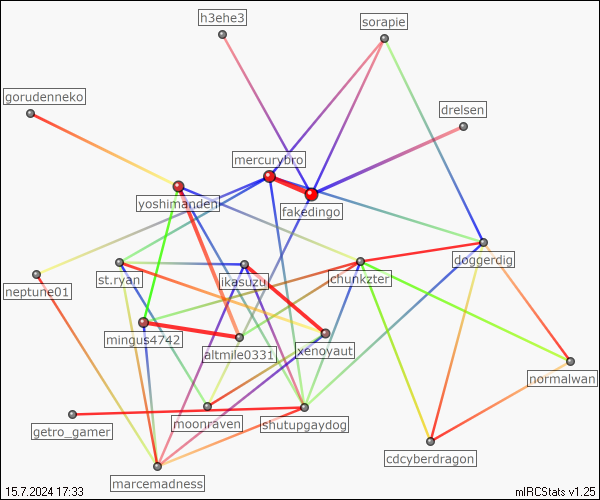 h3ehe3
sorapie
gorudenneko
drelsen
mercurybro
yoshimanden
fakedingo
doggerdig
st.ryan
ikasuzu
chunkzter
neptune01
mingus4742
altmile0331
xenoyaut
normalwan
moonraven
shutupgaydog
getro_gamer
cdcyberdragon
marcemadness
15.7.2024 17:33
mIRCStats v1.25